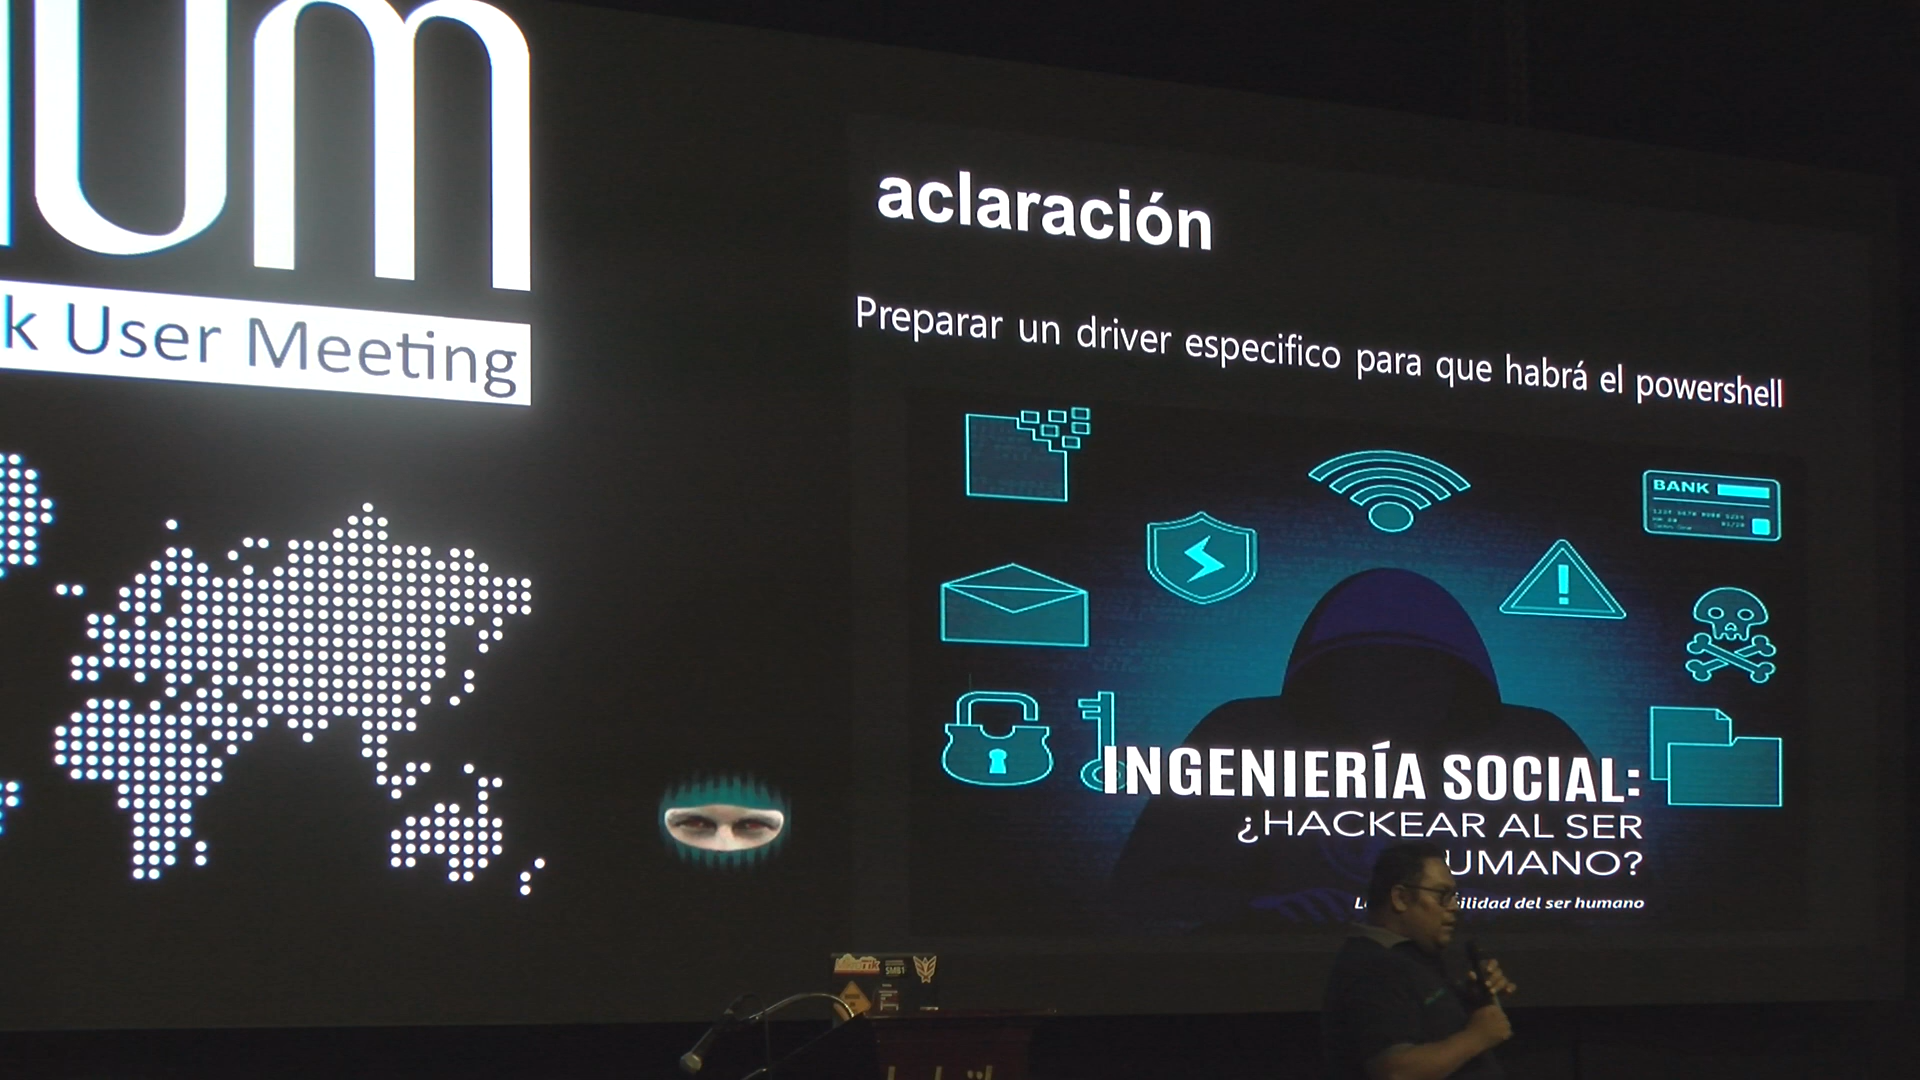 um
k User Meeting
aclaración
Preparar un driver especifico para que habrá el powershell
BANK
INGENIERÍA SOCIAL:
¿HACKEAR AL SER
UMANO?
ilidad del ser humano
SMB1